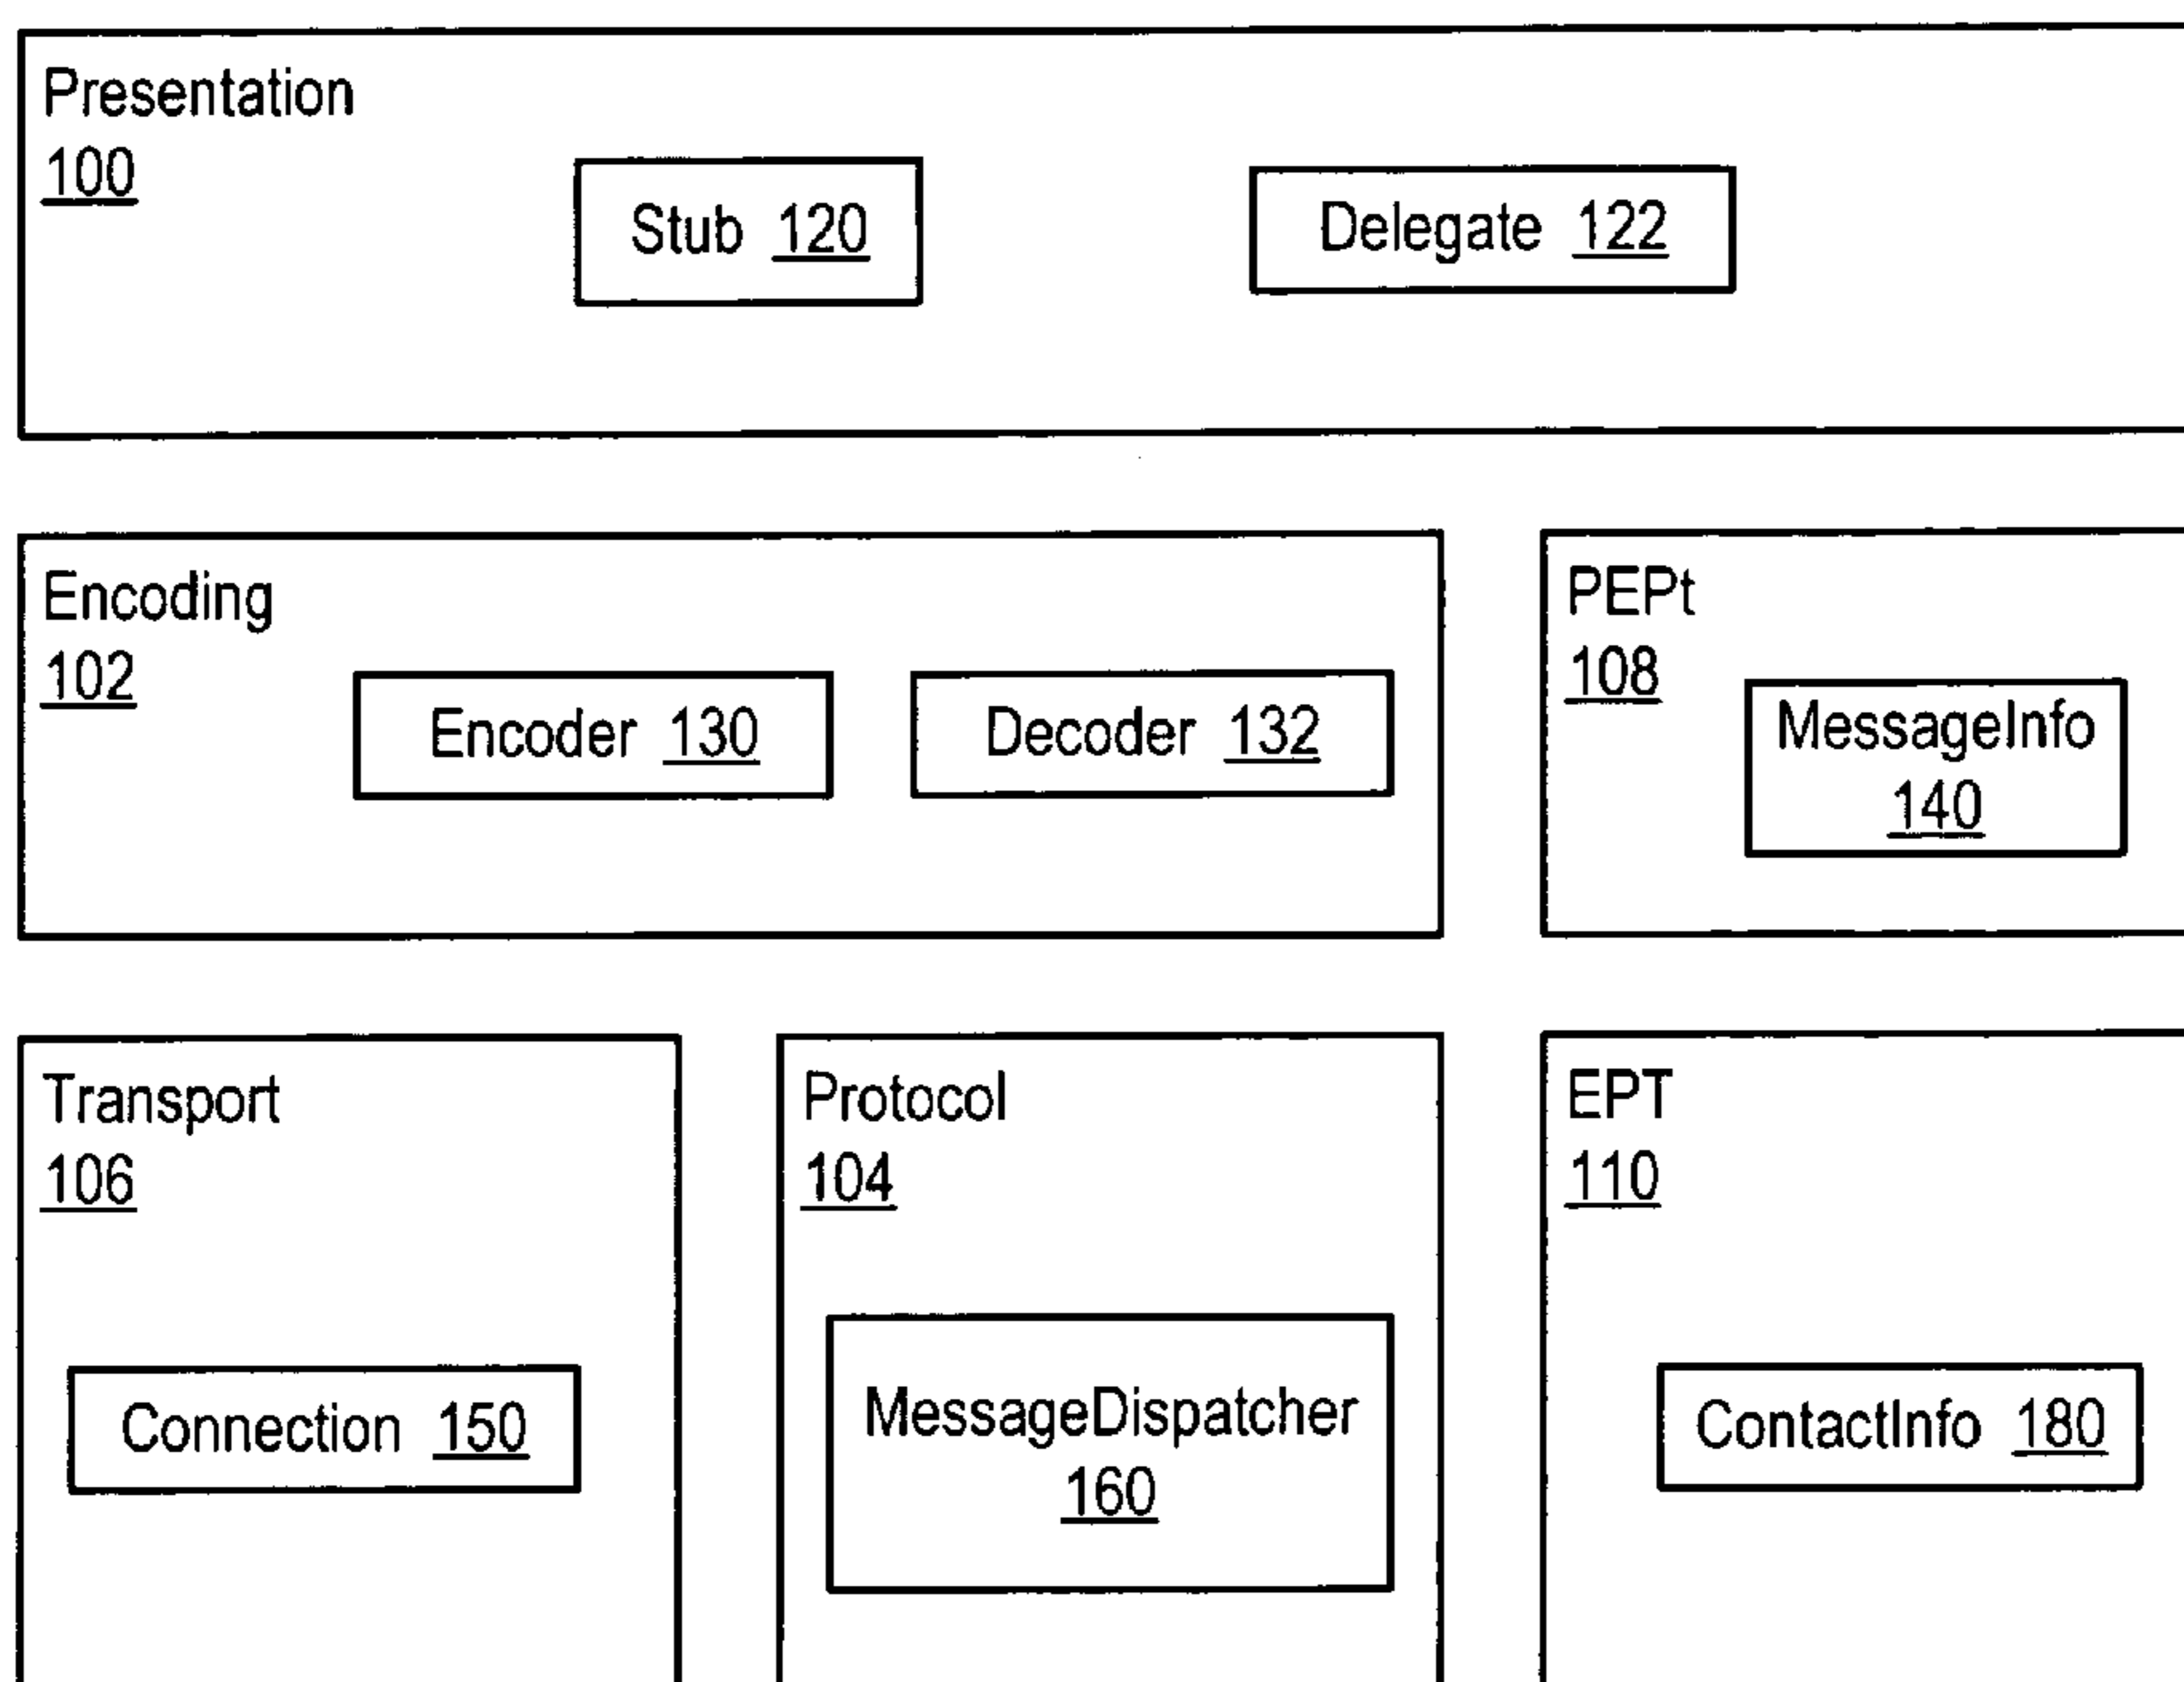 Presentation
100
Stub 120
Delegate 122
Encoding
102
Encoder 130
Decoder 132
PEPt
108
MessageInfo
140
Transport
106
Connection 150
Protocol
104
MessageDispatcher
160
EPT
110
ContactInfo 180